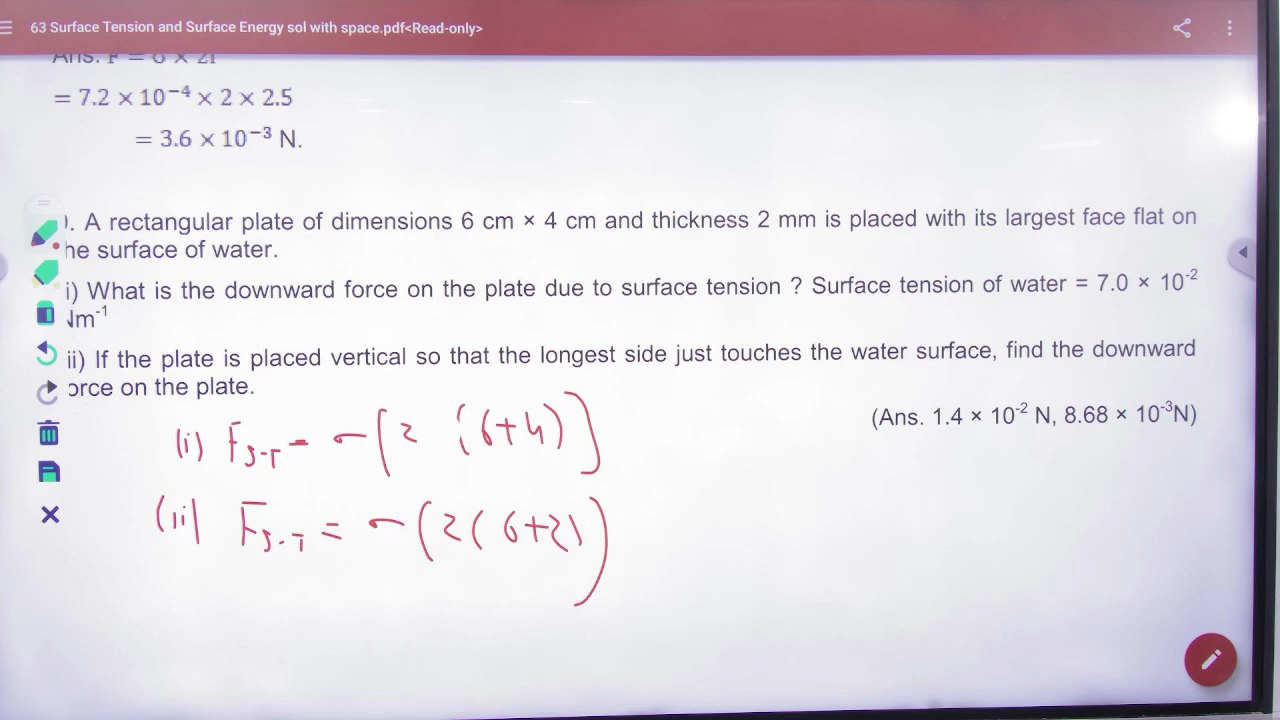 63 Surface Tension and Surface Energy sol with space.pdf<Read-only>
= 7.2 × 10⁻⁴ × 2 × 2.5
= 3.6 × 10⁻³ N.
). A rectangular plate of dimensions 6 cm × 4 cm and thickness 2 mm is placed with its largest face flat on
he surface of water.
i) What is the downward force on the plate due to surface tension ? Surface tension of water = 7.0 × 10⁻²
Nm⁻¹
ii) If the plate is placed vertical so that the longest side just touches the water surface, find the downward
orce on the plate.
(Ans. 1.4 × 10⁻² N, 8.68 × 10⁻³N)
(i) F_S.T = σ[2 (6+4)]
(ii) F_S.T = σ(2(6+2))